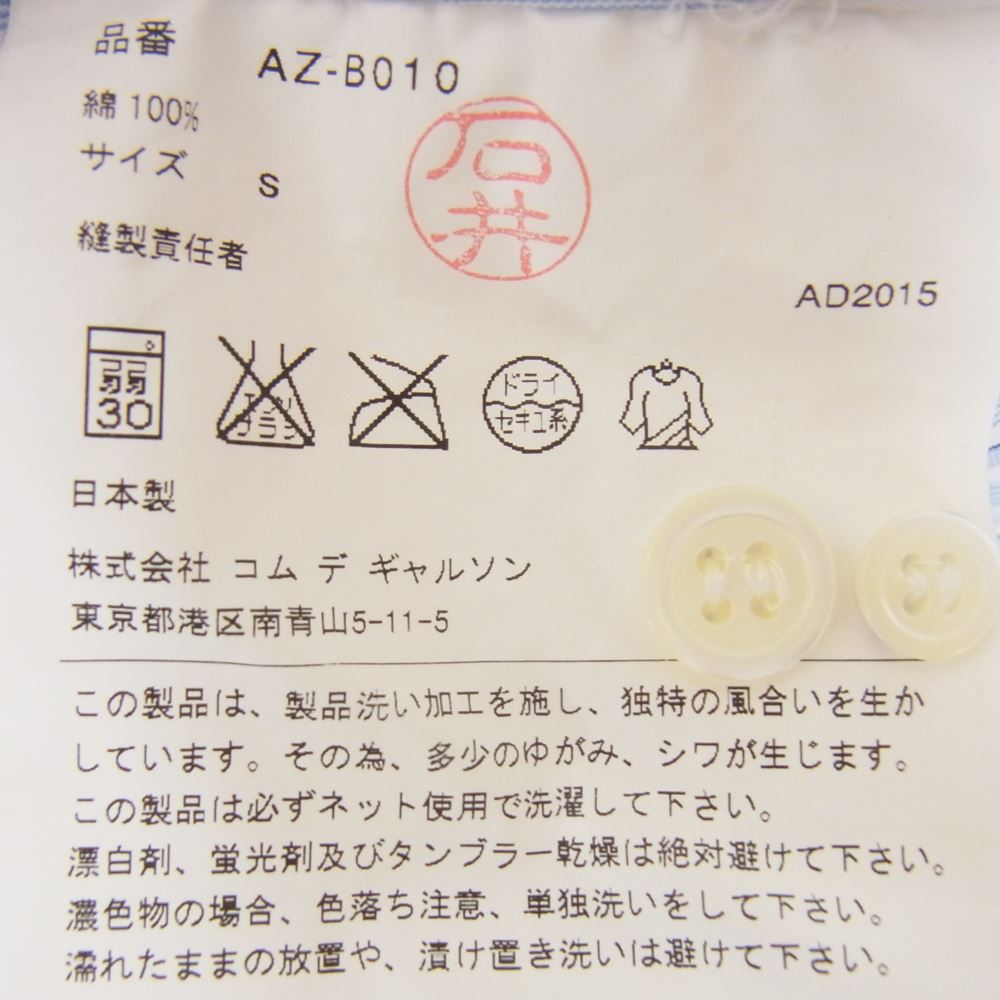 品番 AZ-B010
綿 100%
サイズ S
縫製責任者 石井
AD2015
弱 30
エンソサラシ
ドライ
セキユ系
日本製
株式会社 コム デ ギャルソン
東京都港区南青山5-11-5
この製品は、製品洗い加工を施し、独特の風合いを生か
しています。その為、多少のゆがみ、シワが生じます。
この製品は必ずネット使用で洗濯して下さい。
漂白剤、蛍光剤及びタンブラー乾燥は絶対避けて下さい。
濃色物の場合、色落ち注意、単独洗いをして下さい。
濡れたままの放置や、漬け置き洗いは避けて下さい。